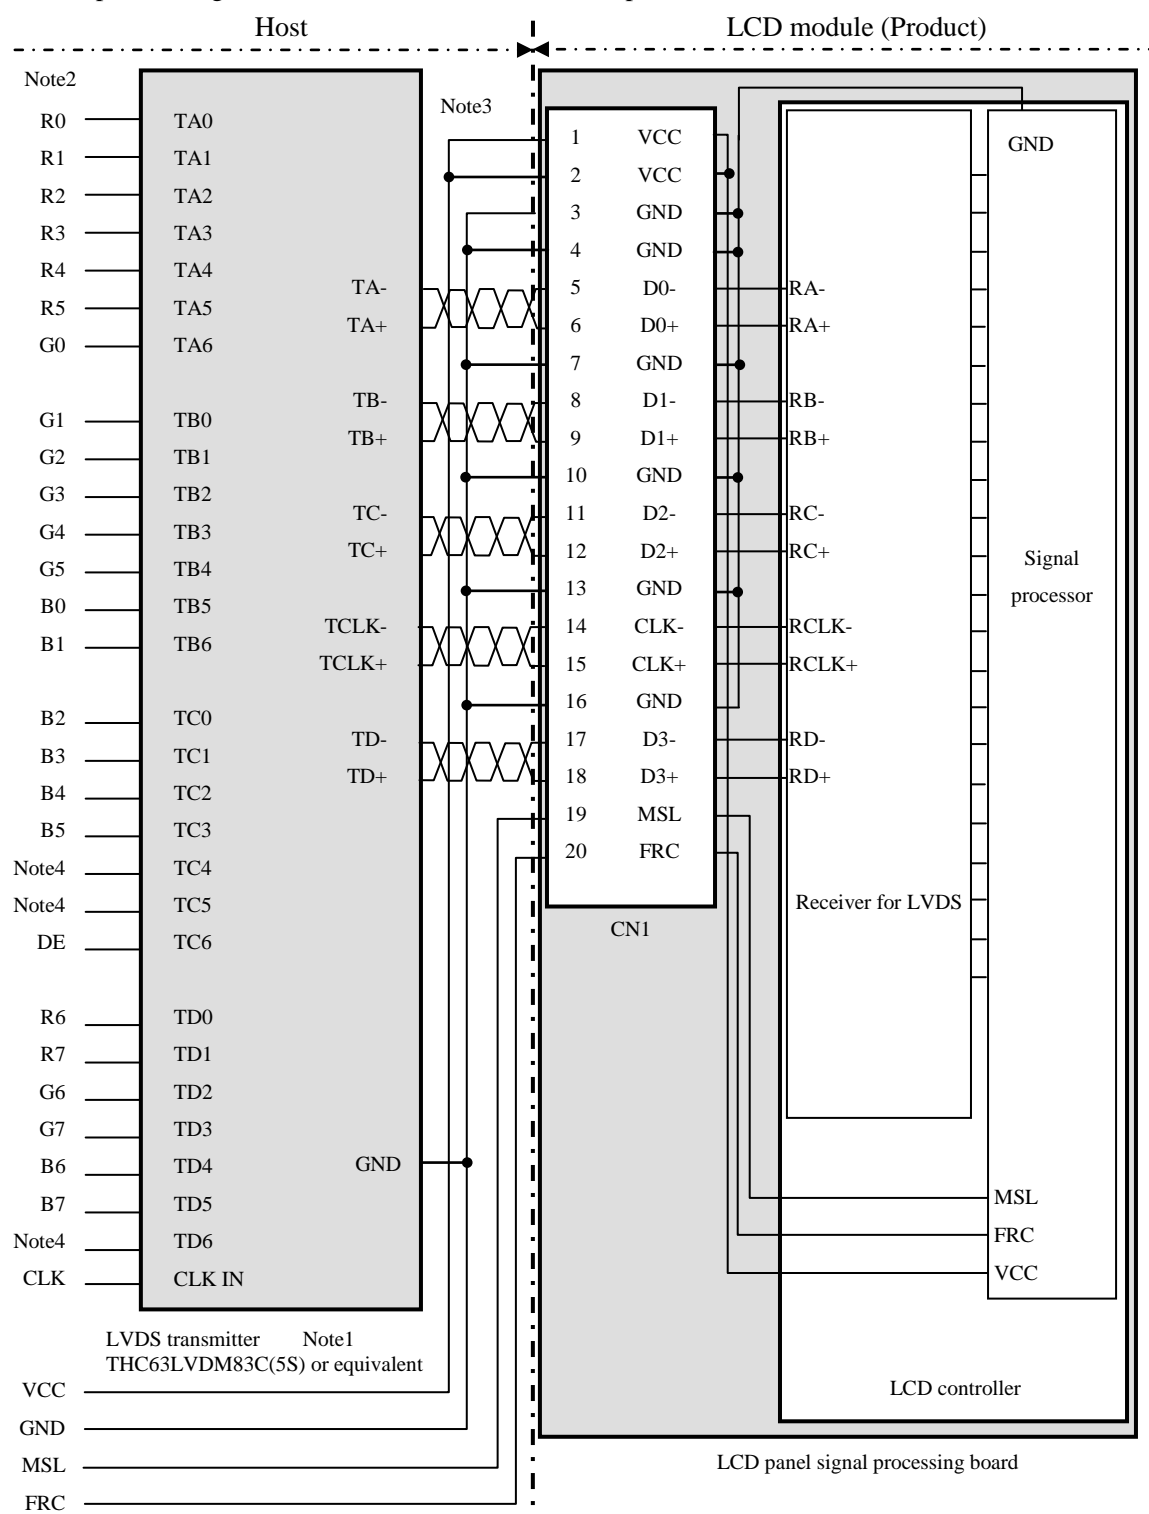 Host
LCD module (Product)
Note2
Note3
R0 TA0
R1 TA1
R2 TA2
R3 TA3
R4 TA4
R5 TA5
G0 TA6
G1 TB0
G2 TB1
G3 TB2
G4 TB3
G5 TB4
B0 TB5
B1 TB6
B2 TC0
B3 TC1
B4 TC2
B5 TC3
Note4 TC4
Note4 TC5
DE TC6
R6 TD0
R7 TD1
G6 TD2
G7 TD3
B6 TD4
B7 TD5
Note4 TD6
CLK CLK IN
TA-
TA+
TB-
TB+
TC-
TC+
TCLK-
TCLK+
TD-
TD+
GND
LVDS transmitter Note1
THC63LVDM83C(5S) or equivalent
VCC
GND
MSL
FRC
1 VCC
2 VCC
3 GND
4 GND
5 D0-
6 D0+
7 GND
8 D1-
9 D1+
10 GND
11 D2-
12 D2+
13 GND
14 CLK-
15 CLK+
16 GND
17 D3-
18 D3+
19 MSL
20 FRC
CN1
RA-
RA+
RB-
RB+
RC-
RC+
RCLK-
RCLK+
RD-
RD+
Receiver for LVDS
GND
Signal
processor
MSL
FRC
VCC
LCD controller
LCD panel signal processing board